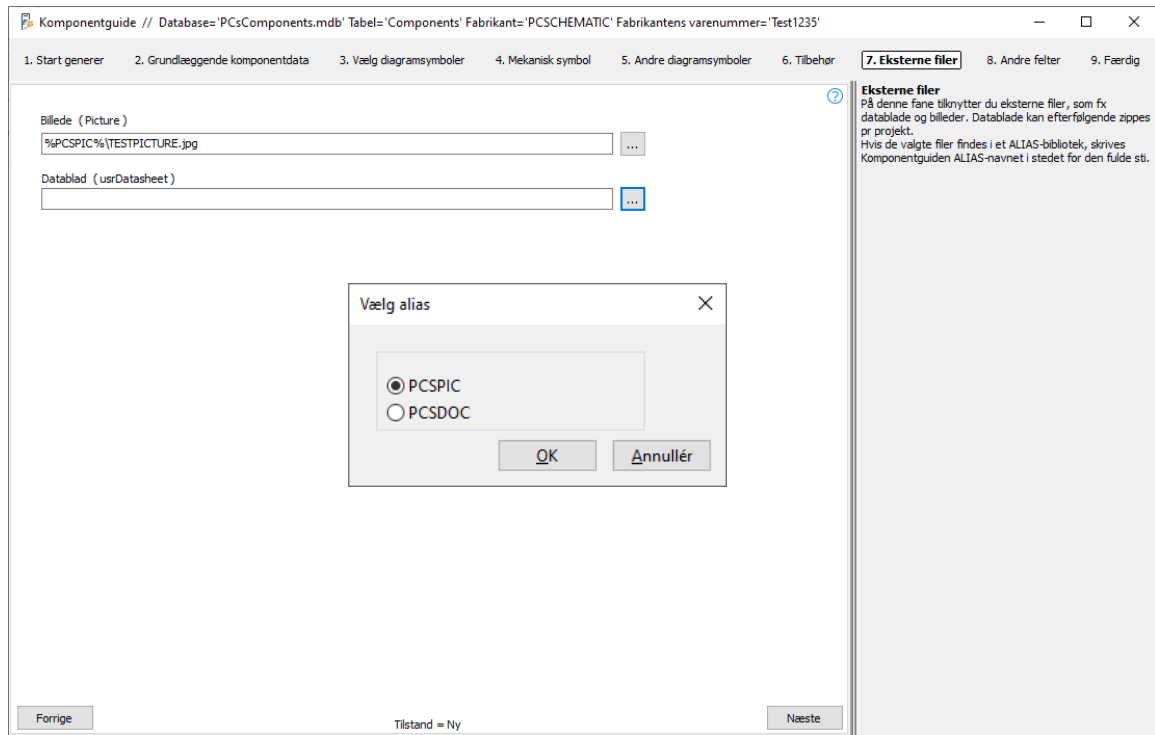 Komponentguide // Database='PCsComponents.mdb' Tabel='Components' Fabrikant='PCSCHEMATIC' Fabrikantens varenummer='Test1235'
1. Start generer 2. Grundlæggende komponentdata 3. Vælg diagramsymboler 4. Mekanisk symbol 5. Andre diagramsymboler 6. Tilbehør 7. Eksterne filer 8. Andre felter 9. Færdig
?
Billede (Picture)
%PCSPIC%\TESTPICTURE.jpg
...
Datablad (usrDatasheet)
...
Vælg alias
PCSPIC
PCSDOC
OK Annullér
Forrige
Tilstand = Ny
Næste
Eksterne filer
På denne fane tilknytter du eksterne filer, som fx
datablade og billeder. Datablade kan efterfølgende zippes
pr projekt.
Hvis de valgte filer findes i et ALIAS-bibliotek, skrives
Komponentguiden ALIAS-navnet i stedet for den fulde sti.